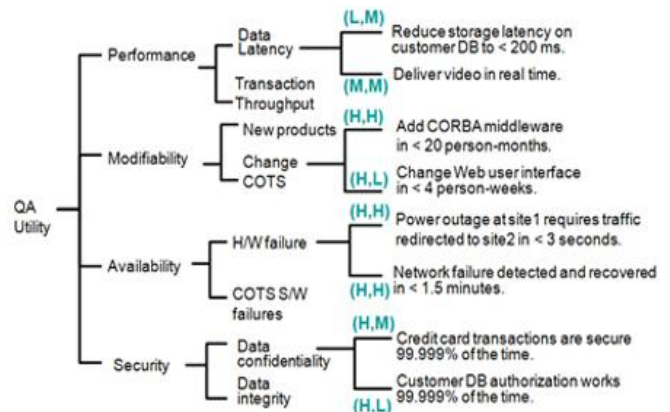 QA
Utility
Performance
Data
Latency
(L,M)
Reduce storage latency on
customer DB to < 200 ms.
(M,M)
Deliver video in real time.
Transaction
Throughput
Modifiability
New products
Change
COTS
(H,H)
Add CORBA middleware
in < 20 person-months.
(H,L)
Change Web user interface
in < 4 person-weeks.
Availability
H/W failure
(H,H)
Power outage at site1 requires traffic
redirected to site2 in < 3 seconds.
(H,H)
Network failure detected and recovered
in < 1.5 minutes.
COTS S/W
failures
Security
Data
confidentiality
(H,M)
Credit card transactions are secure
99.999% of the time.
(H,L)
Customer DB authorization works
99.999% of the time.
Data
integrity